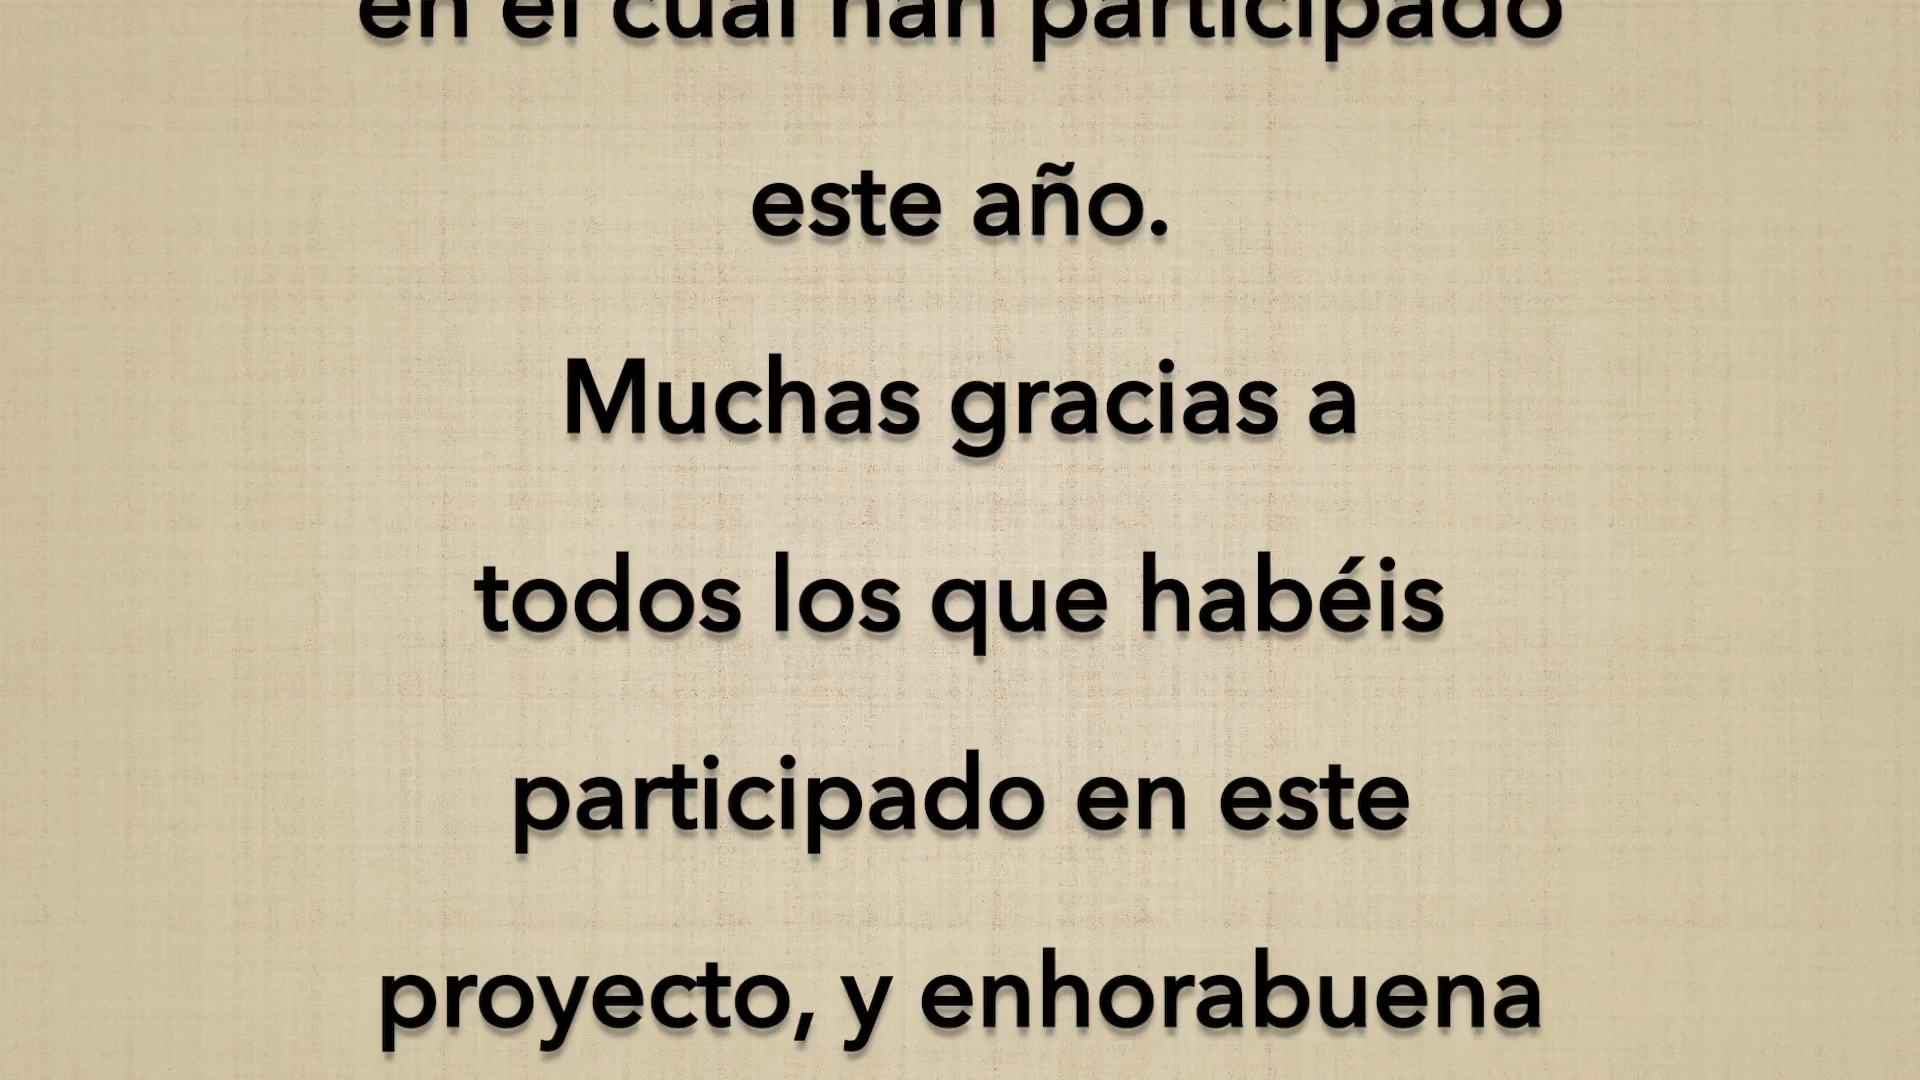 en el cual han participado
este año.
Muchas gracias a
todos los que habéis
participado en este
proyecto, y enhorabuena